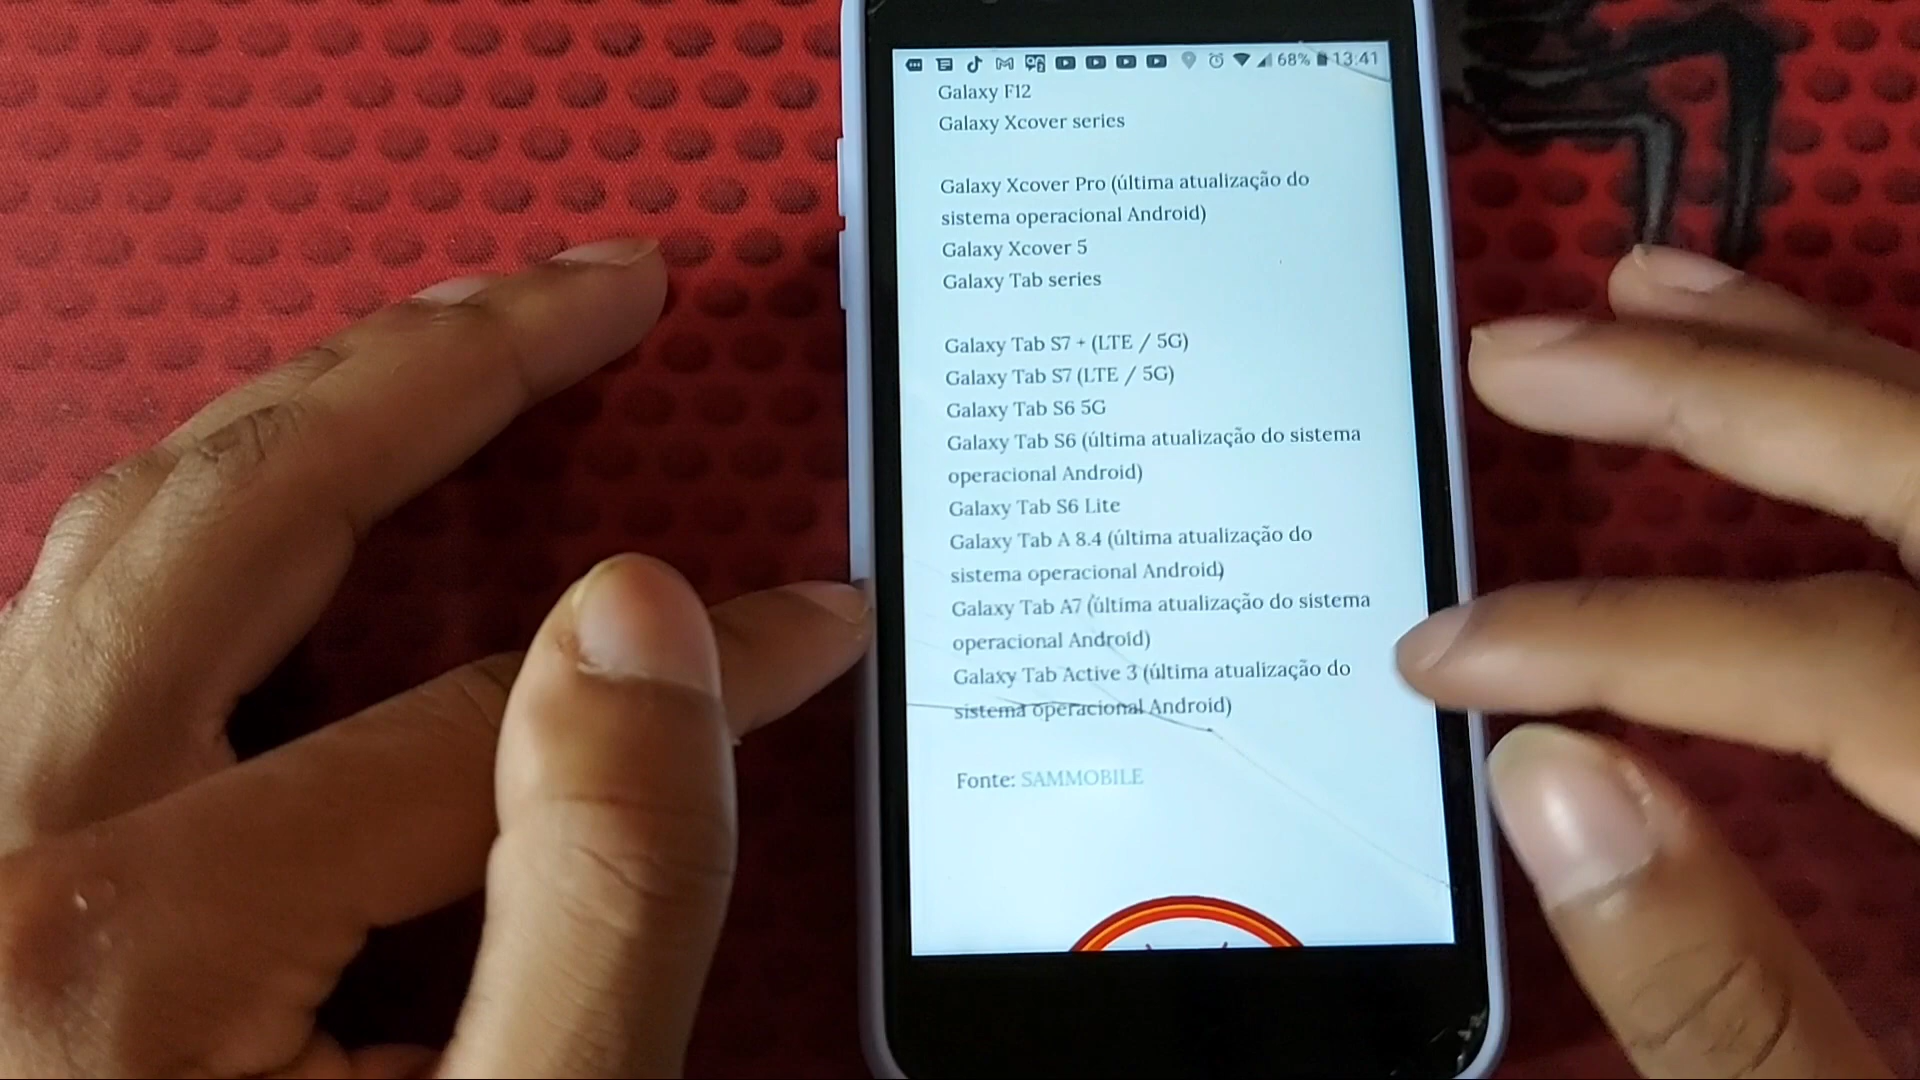 68% 13:41
Galaxy F12
Galaxy Xcover series
Galaxy Xcover Pro (última atualização do
sistema operacional Android)
Galaxy Xcover 5
Galaxy Tab series
Galaxy Tab S7 + (LTE / 5G)
Galaxy Tab S7 (LTE / 5G)
Galaxy Tab S6 5G
Galaxy Tab S6 (última atualização do sistema
operacional Android)
Galaxy Tab S6 Lite
Galaxy Tab A 8.4 (última atualização do
sistema operacional Android)
Galaxy Tab A7 (última atualização do sistema
operacional Android)
Galaxy Tab Active 3 (última atualização do
sistema operacional Android)
Fonte: SAMMOBILE